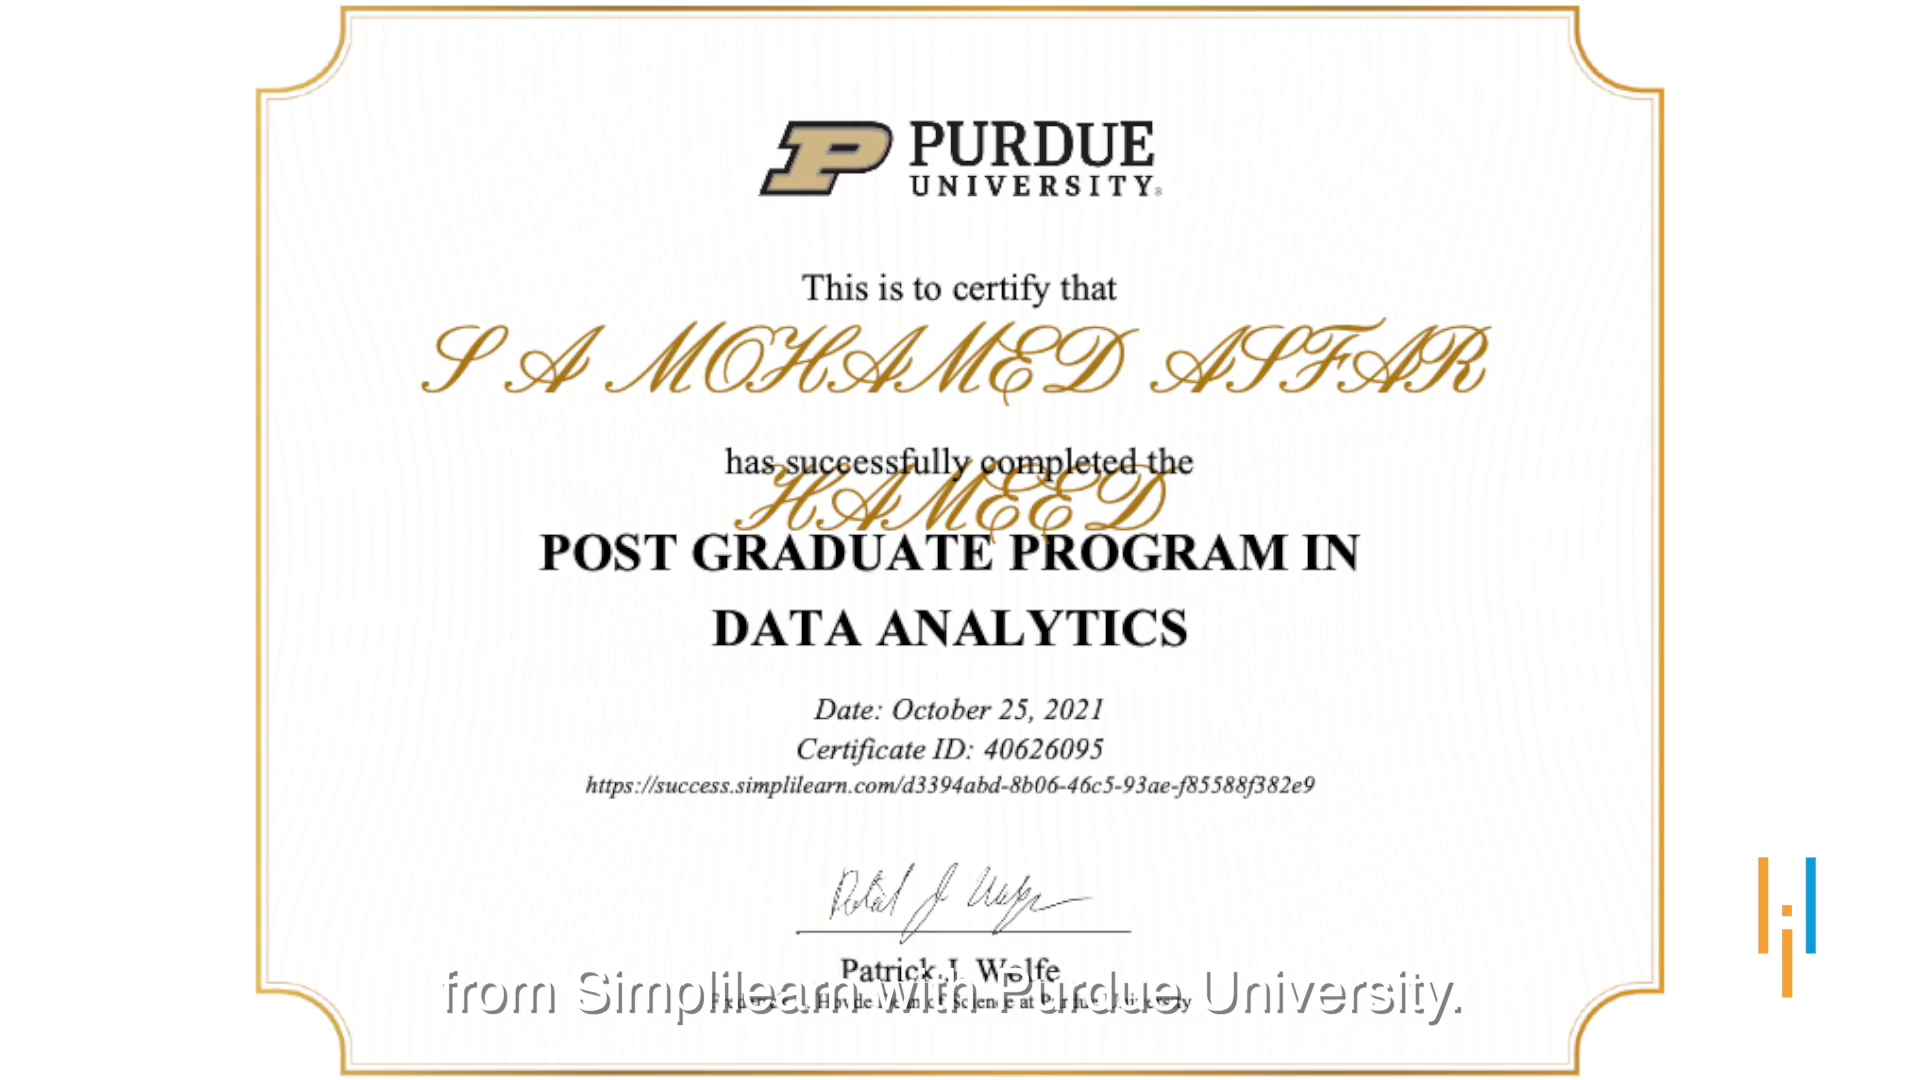 PURDUE
UNIVERSITY®
This is to certify that
S A MOHAMED ASFAR
has successfully completed the
HAMEED
POST GRADUATE PROGRAM IN
DATA ANALYTICS
Date: October 25, 2021
Certificate ID: 40626095
https://success.simplilearn.com/d3394abd-8b06-46c5-93ae-f85588f382e9
Patrick J. Wolfe
from Simplilearn with Purdue University.